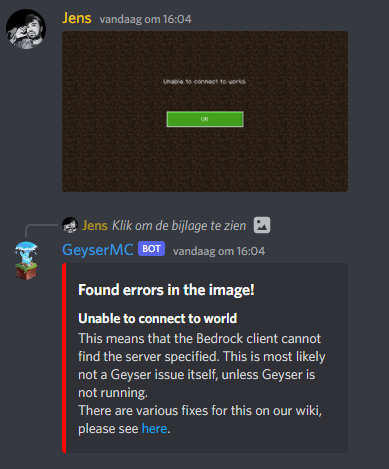 Jens vandaag om 16:04
Unable to connect to world.
OK
Jens Klik om de bijlage te zien
GeyserMC BOT vandaag om 16:04
Found errors in the image!
Unable to connect to world
This means that the Bedrock client cannot
find the server specified. This is most likely
not a Geyser issue itself, unless Geyser is
not running.
There are various fixes for this on our wiki,
please see here.